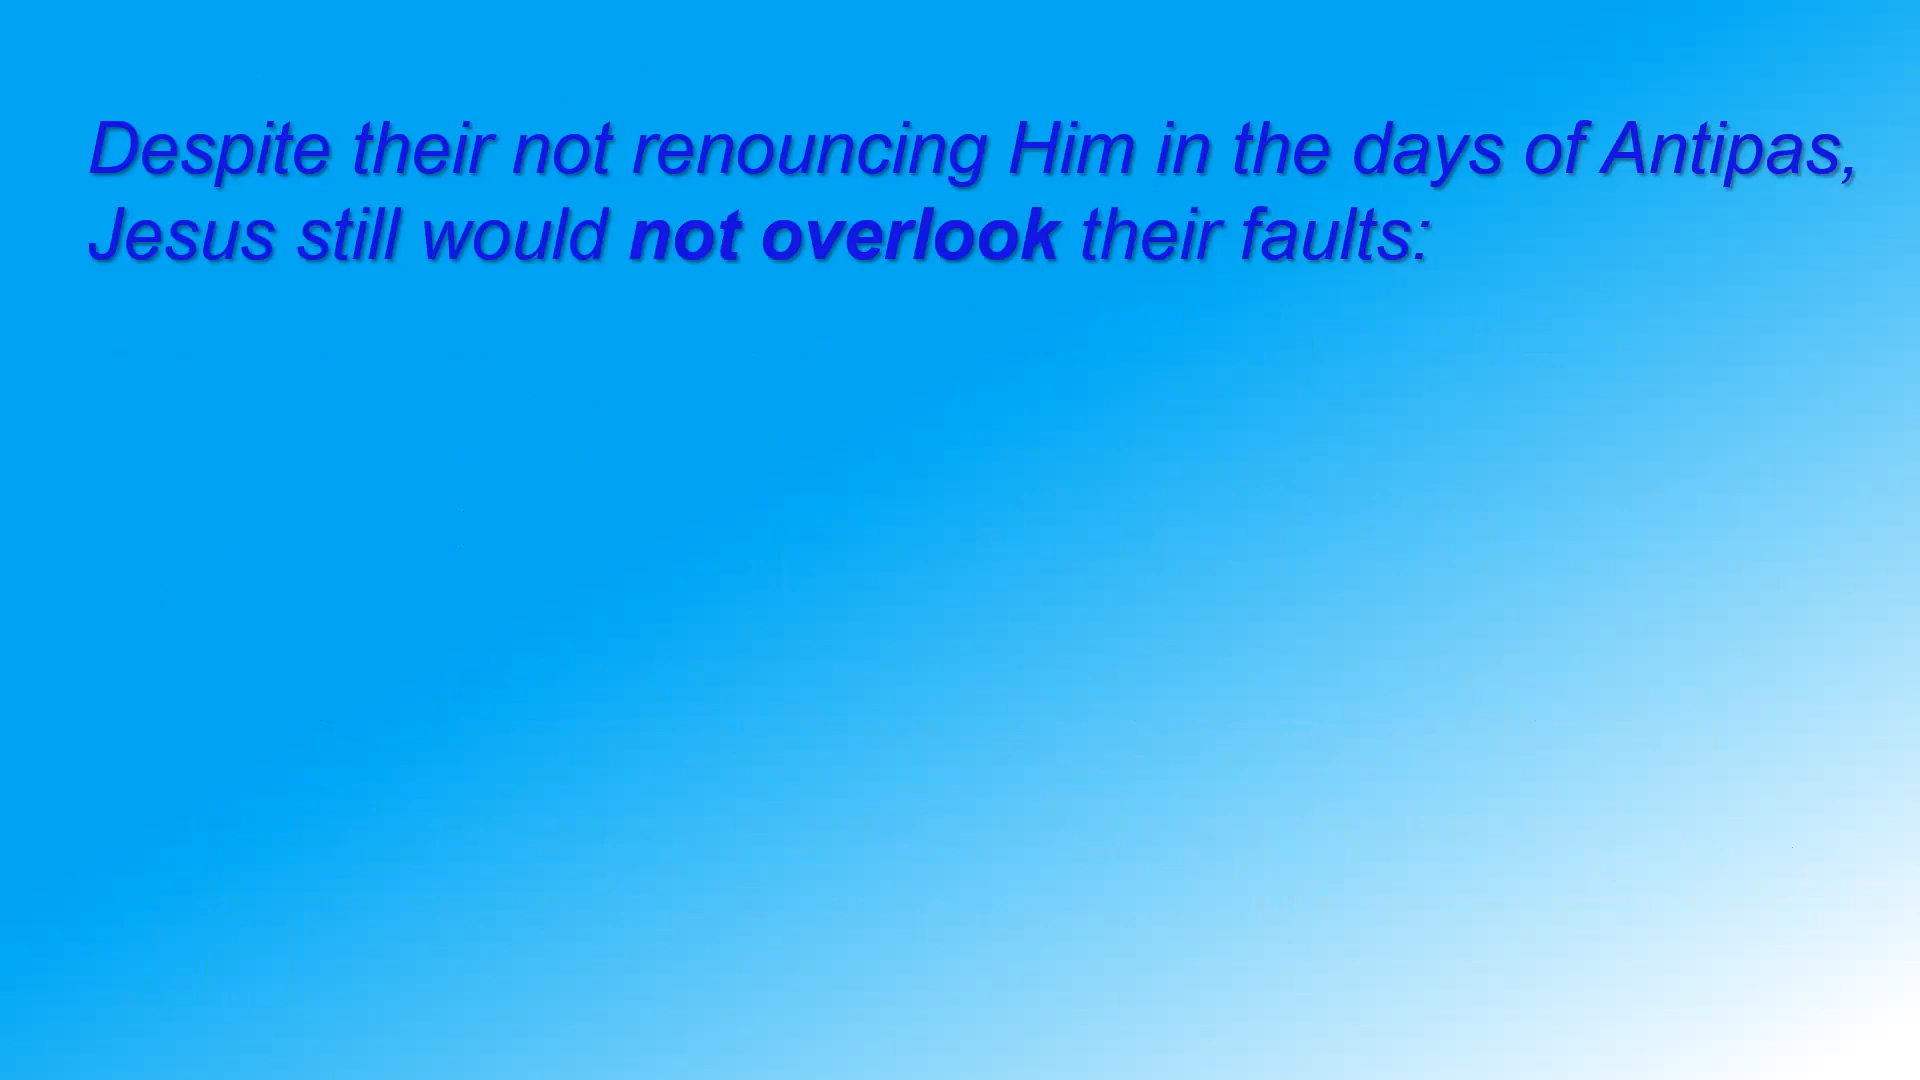 Despite their not renouncing Him in the days of Antipas,
Jesus still would not overlook their faults: